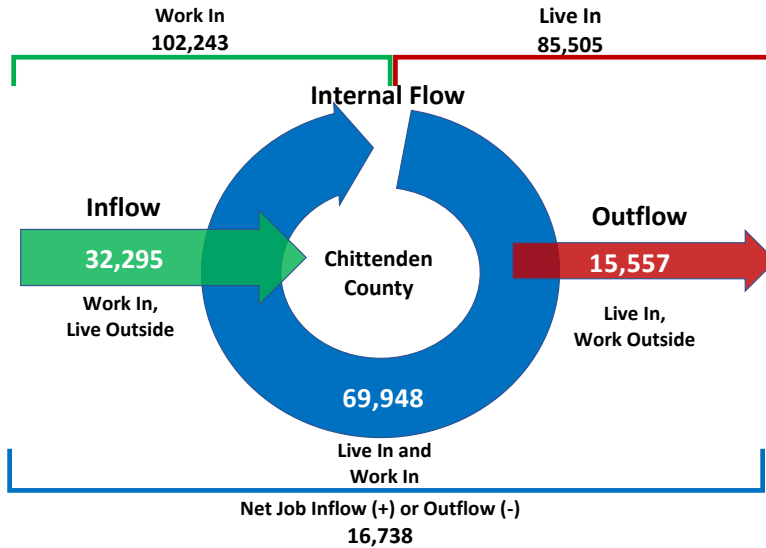 Work In
102,243
Live In
85,505
Internal Flow
Inflow
32,295
Work In,
Live Outside
Chittenden
County
Outflow
15,557
Live In,
Work Outside
69,948
Live In and
Work In
Net Job Inflow (+) or Outflow (-)
16,738